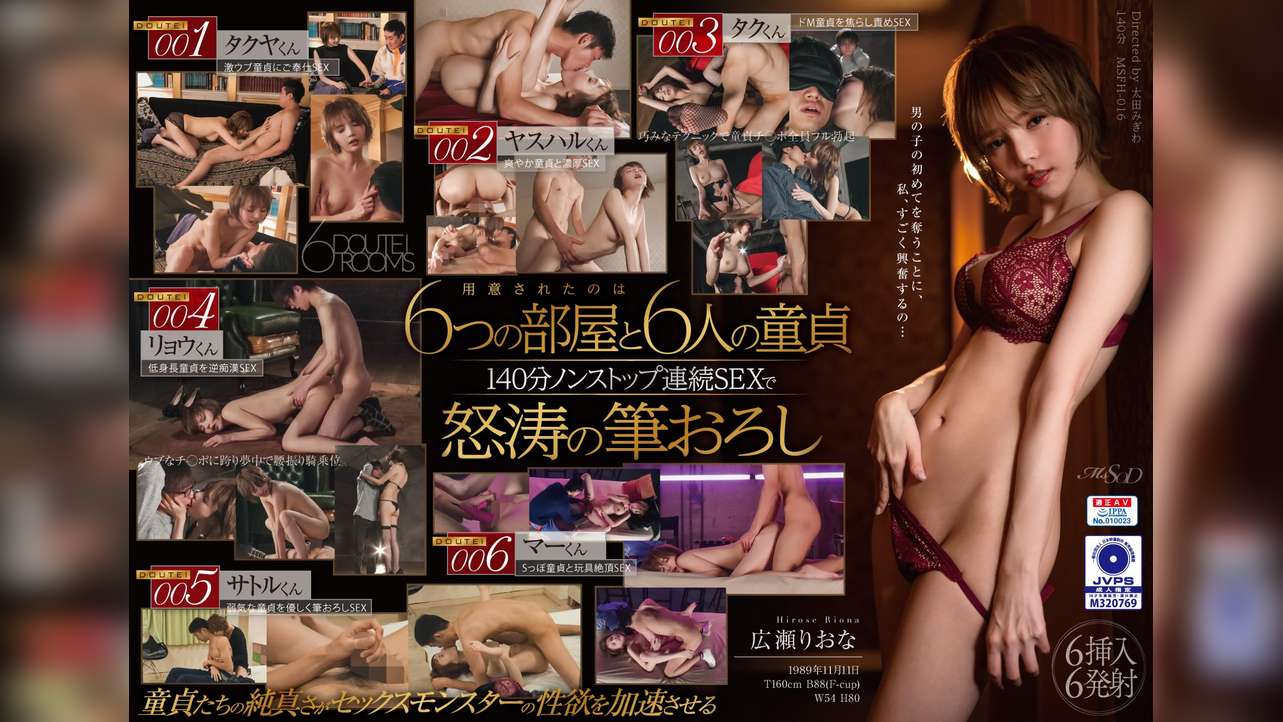 DOUTEI
001
タクヤくん
激ウブ童貞にご奉仕SEX
DOUTEI
002
ヤスハルくん
爽やか童貞と濃厚SEX
DOUTEI
003
タクくん
ドM童貞を焦らし責めSEX
巧みなテクニックで童貞チ◯ポ全員フル勃起
6 DOUTEI
ROOMS
DOUTEI
004
リョウくん
低身長童貞を逆痴漢SEX
ウブなチ◯ポに跨り夢中で腰振り騎乗位
DOUTEI
005
サトルくん
弱気な童貞を優しく筆おろしSEX
DOUTEI
006
マーくん
Sっぽ童貞と玩具絶頂SEX
用意されたのは
6つの部屋と6人の童貞
140分ノンストップ連続SEXで
怒涛の筆おろし
童貞たちの純真さがセックスモンスターの性欲を加速させる
男の子の初めてを奪うことに、
私、すごく興奮するの…
Directed by 太田みぎわ
140分 MSFH-016
Hirose Riona
広瀬りおな
1989年11月11日
T160cm B88(F-cup)
W54 H80
MsSOD
適正AV
IPPA
No.010023
JVPS
成人指定
M320769
6挿入
6発射